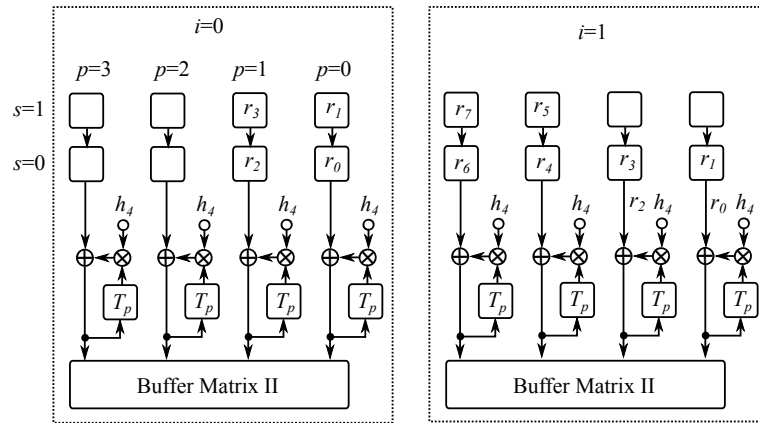 i=0
p=3 p=2 p=1 p=0
s=1 r₃ r₁
s=0 r₂ r₀
h₄ h₄ h₄ h₄
Tₚ Tₚ Tₚ Tₚ
Buffer Matrix II
i=1
r₇ r₅
r₆ r₄ r₃ r₁
h₄ h₄ r₂ h₄ r₀ h₄
Tₚ Tₚ Tₚ Tₚ
Buffer Matrix II